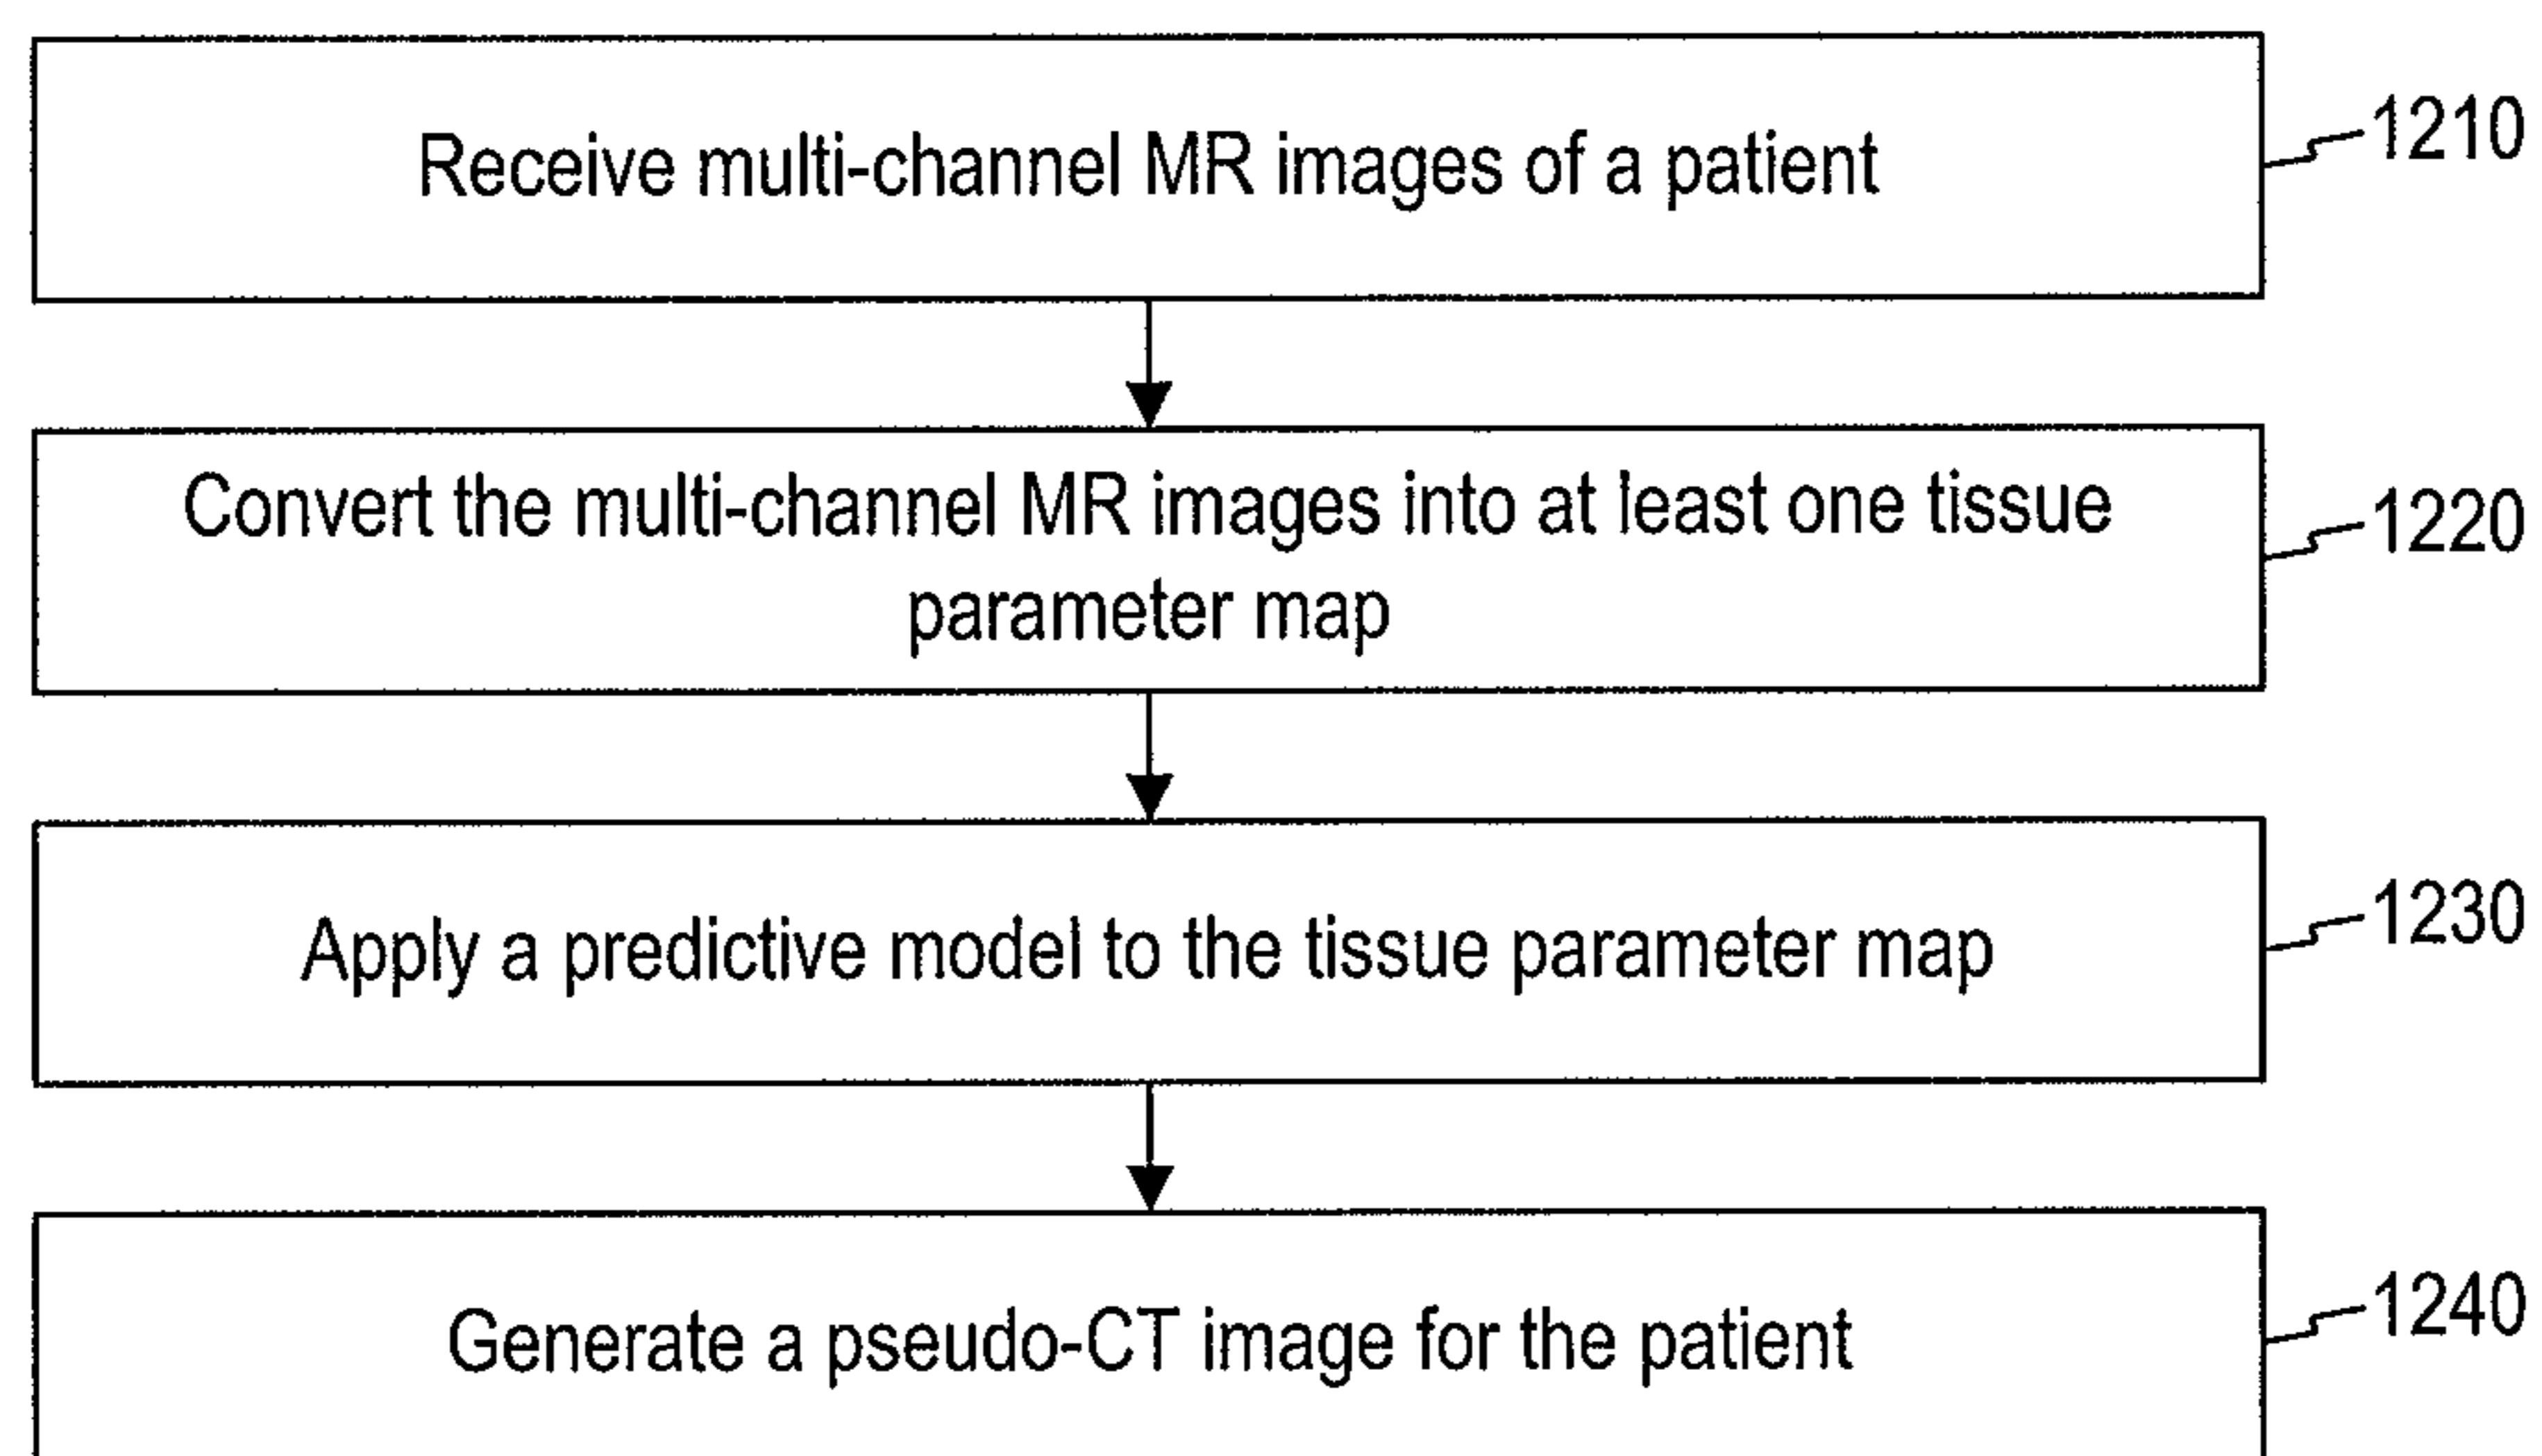 Receive multi-channel MR images of a patient
1210
Convert the multi-channel MR images into at least one tissue
parameter map
1220
Apply a predictive model to the tissue parameter map
1230
Generate a pseudo-CT image for the patient
1240